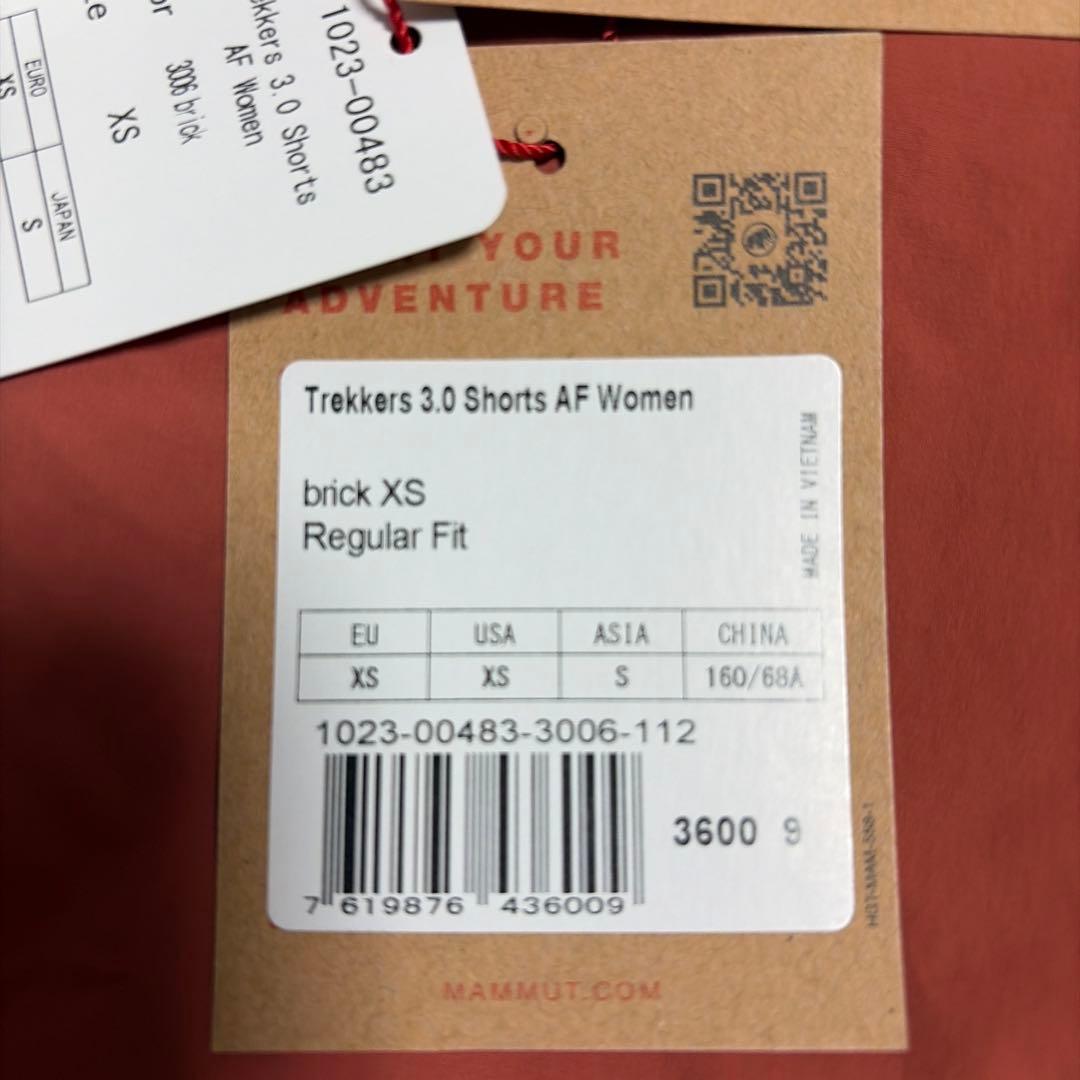 1023-00483
ekkers 3.0 Shorts
AF Women
or
3006 brick
XS
EURO
JAPAN
XS
S
YOUR
ADVENTURE
Trekkers 3.0 Shorts AF Women
brick XS
Regular Fit
MADE IN VIETNAM
EU USA ASIA CHINA
XS XS S 160/68A
1023-00483-3006-112
3600 9
7 619876 436009
MAMMUT.COM